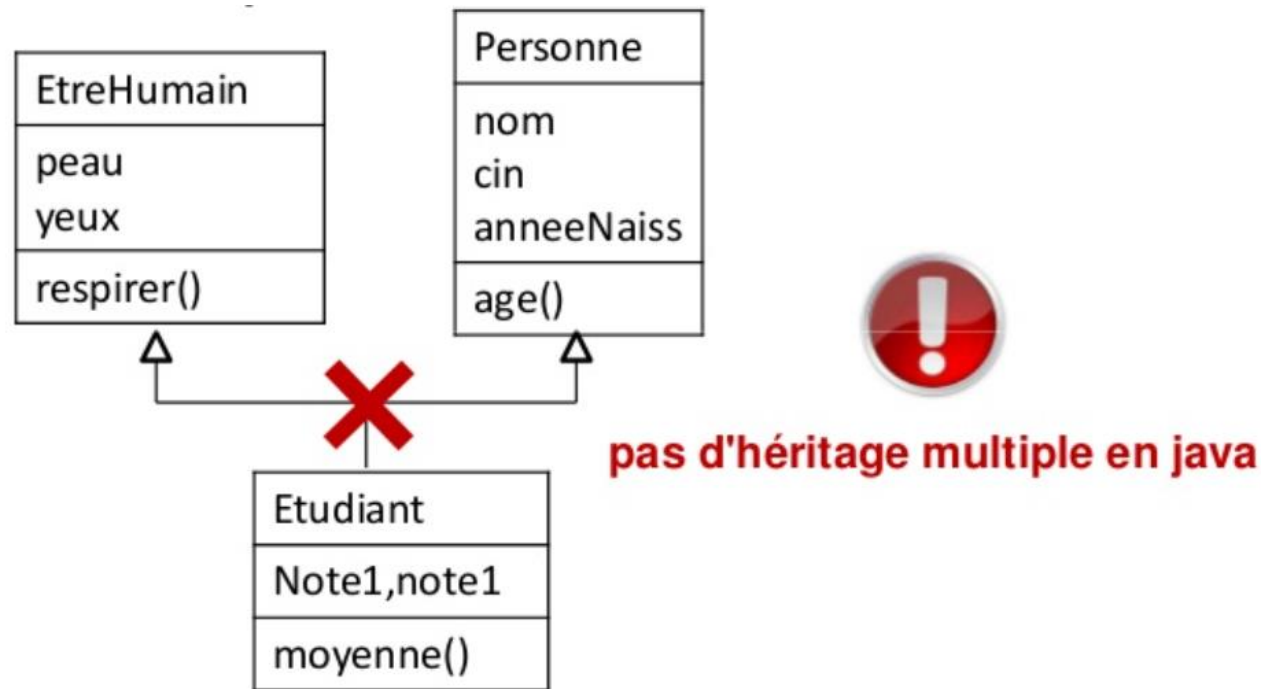 EtreHumain
peau
yeux
respirer()
Personne
nom
cin
anneeNaiss
age()
pas d'héritage multiple en java
Etudiant
Note1,note1
moyenne()